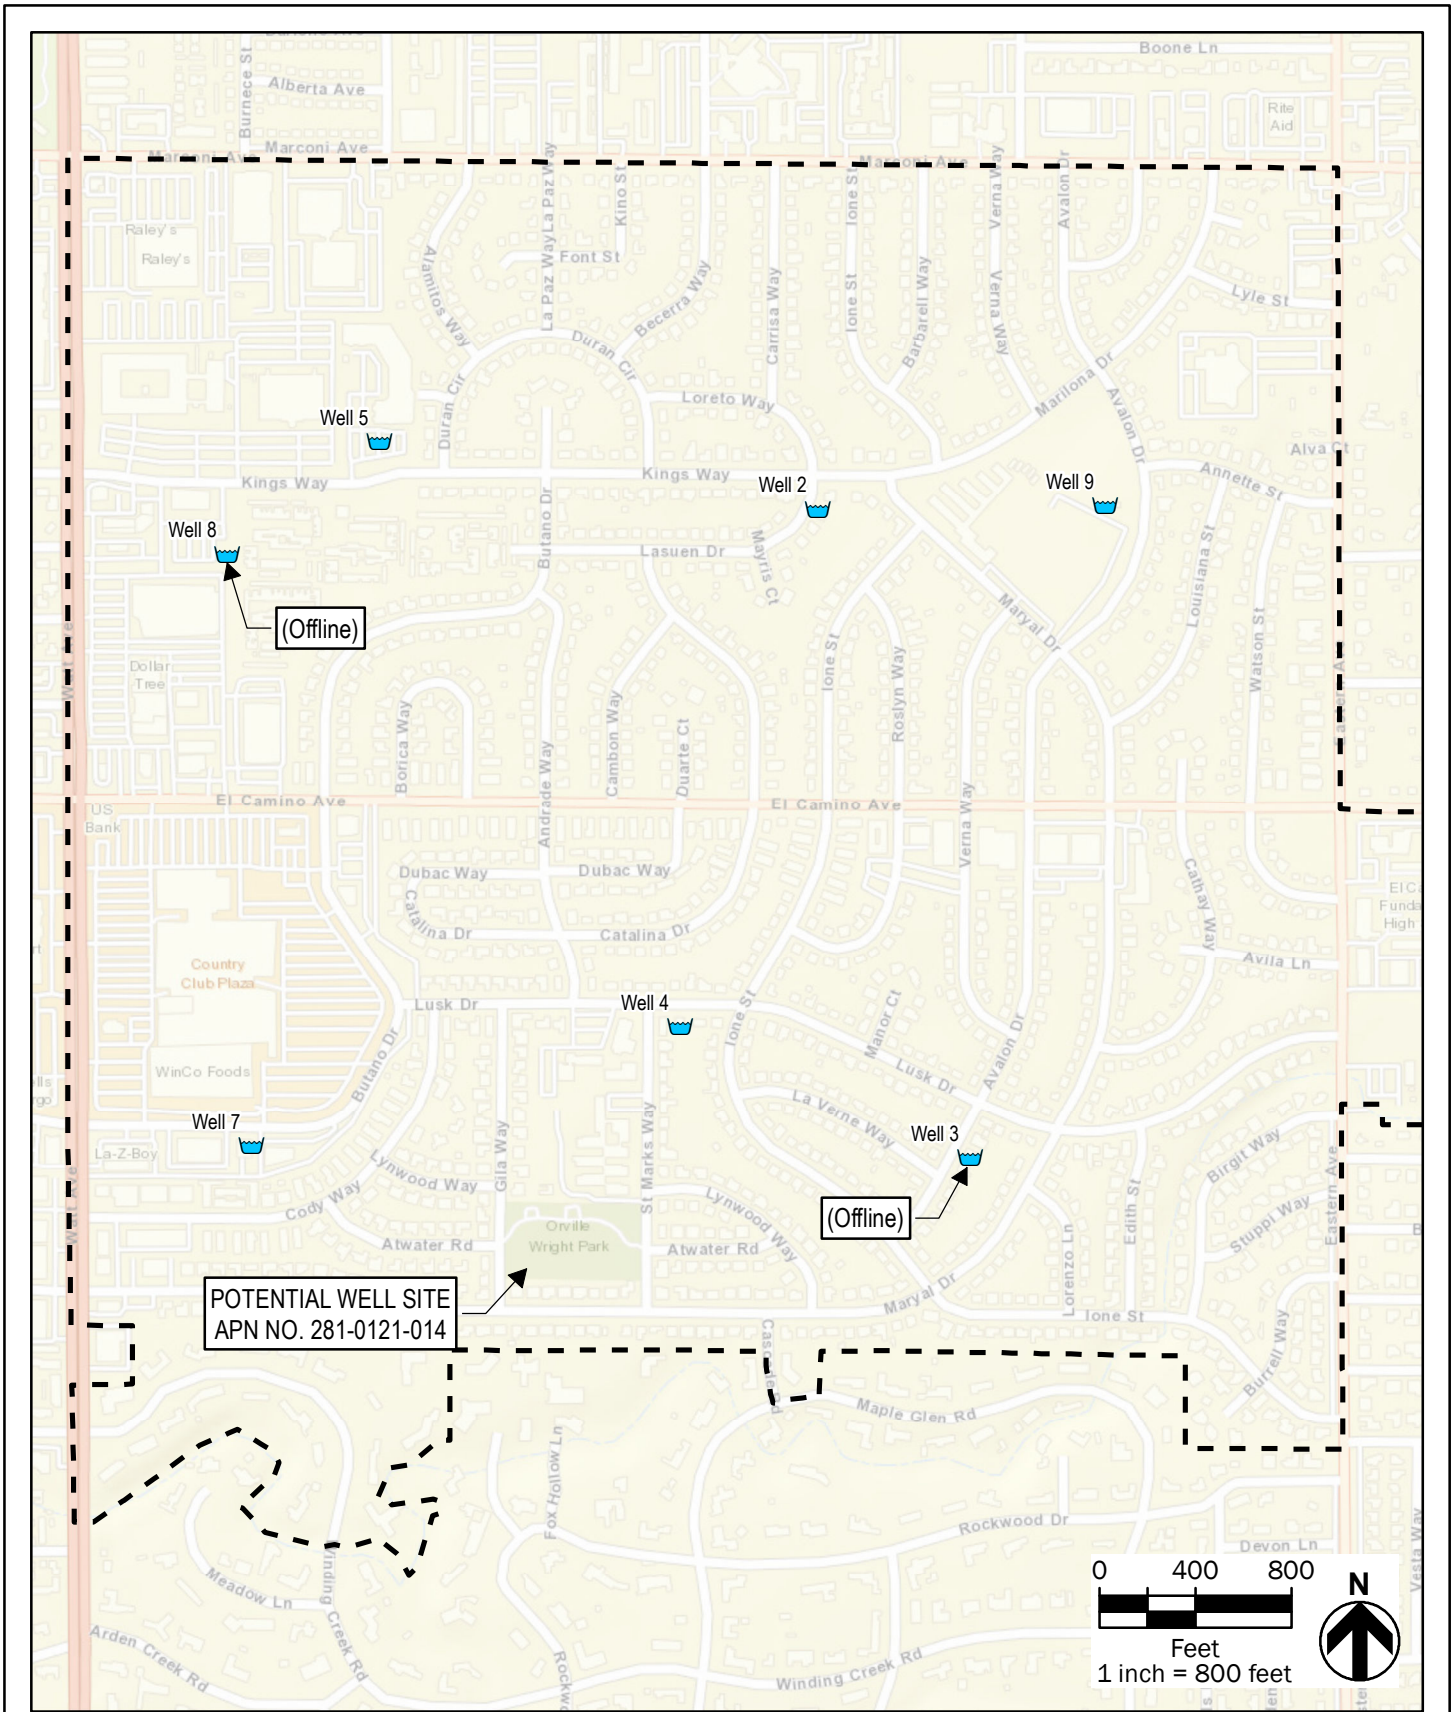 Boone Ln
Burnece St
Alberta Ave
Rite
Aid
Marconi Ave
Marconi Ave
Marconi Ave
La Paz Way
La Paz Way
Kino St
Ione St
Ione St
Verna Way
Verna Way
Avalon Dr
Raley's
Raley's
Font St
Alamitos Way
Becerra Way
Carrisa Way
Barbarell Way
Lyle St
Duran Cir
Duran Cir
Loreto Way
Marilona Dr
Avalon Dr
Well 5
Alva Ct
Annette St
Kings Way
Kings Way
Well 2
Well 9
Well 8
Butano Dr
Lasuen Dr
Mayris Ct
Louisiana St
(Offline)
Maryal Dr
Watson St
Watt Ave
Dollar
Tree
Ione St
Roslyn Way
Borica Way
Cambon Way
Duarte Ct
Andrade Way
Verna Way
El Camino Ave
El Camino Ave
US
Bank
Dubac Way
Dubac Way
Catalina Dr
Catalina Dr
Cathay Way
High
Avila Ln
Country
Club Plaza
Lusk Dr
Well 4
Ione St
Manor Ct
Avalon Dr
Lusk Dr
WinCo Foods
Butano Dr
La Verne Way
Well 7
Well 3
La-Z-Boy
Gila Way
St Marks Way
Lynwood Way
Lynwood Way
Birgit Way
Cody Way
Edith St
Stuppi Way
Eastern Ave
Watt Ave
(Offline)
Orville
Wright Park
Atwater Rd
Atwater Rd
Lorenzo Ln
POTENTIAL WELL SITE
APN NO. 281-0121-014
Maryal Dr
Ione St
Burrell Way
Maple Glen Rd
Fox Hollow Ln
Rockwood Dr
Devon Ln
Vesta Way
Meadow Ln
Winding Creek Rd
Arden Creek Rd
Winding Creek Rd
0 400 800
Feet
1 inch = 800 feet
N